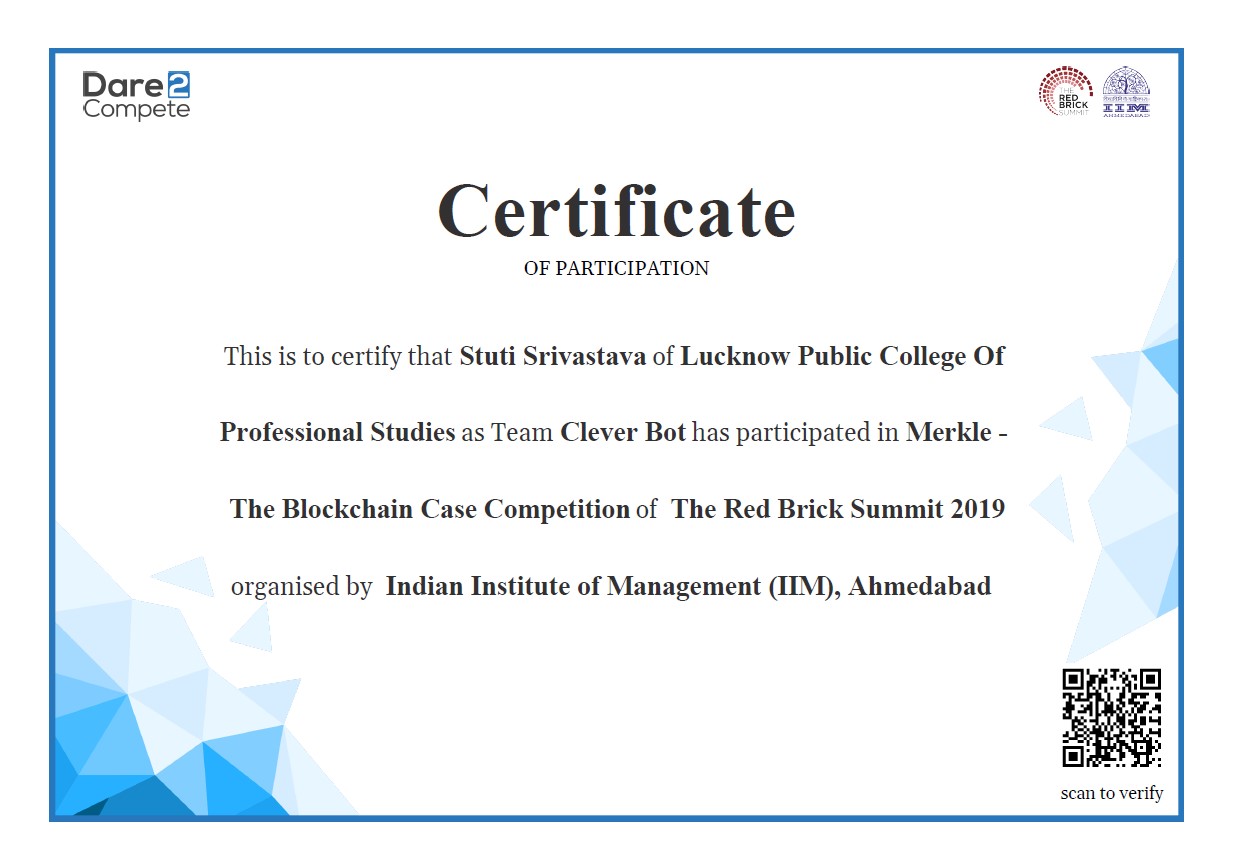 Dare2
Compete
THE
RED
BRICK
SUMMIT
IIM
AHMEDABAD
Certificate
OF PARTICIPATION
This is to certify that Stuti Srivastava of Lucknow Public College Of
Professional Studies as Team Clever Bot has participated in Merkle -
The Blockchain Case Competition of The Red Brick Summit 2019
organised by Indian Institute of Management (IIM), Ahmedabad
scan to verify